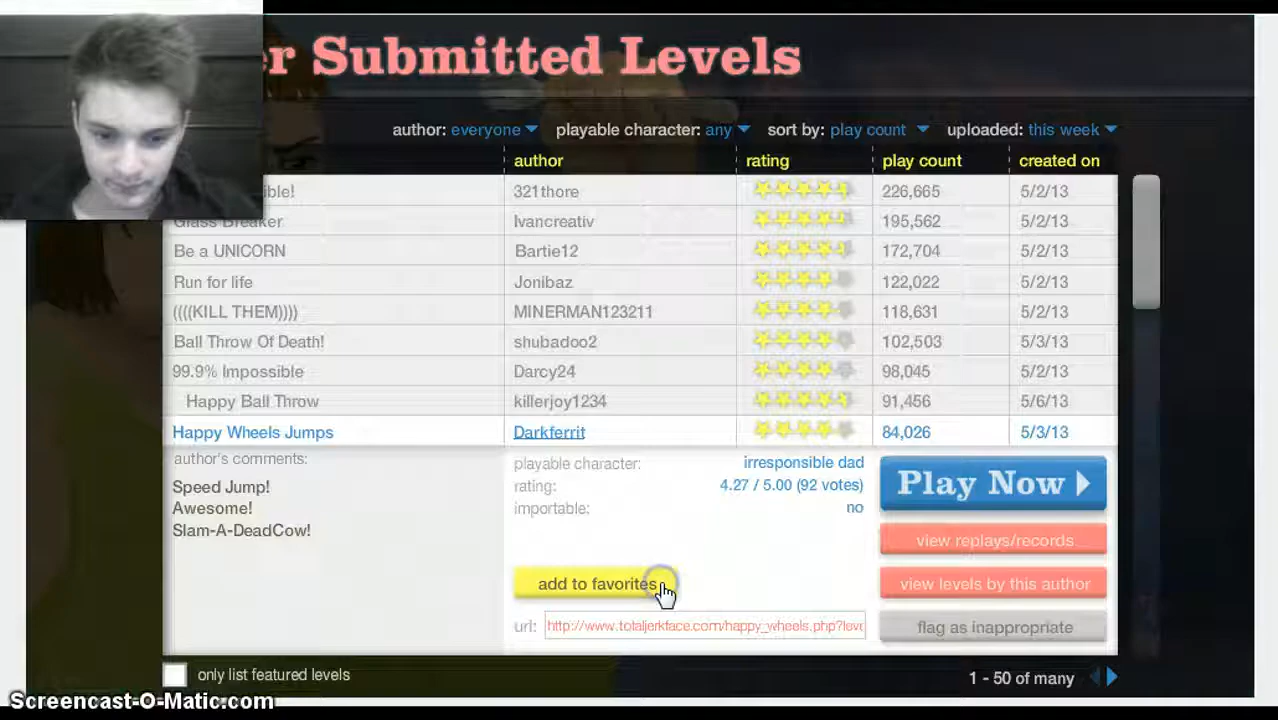 er Submitted Levels
author: everyone playable character: any sort by: play count uploaded: this week
author rating play count created on
ible! 321thore 226,665 5/2/13
Glass Breaker Ivancreativ 195,562 5/2/13
Be a UNICORN Bartie12 172,704 5/2/13
Run for life Jonibaz 122,022 5/2/13
((((KILL THEM)))) MINERMAN123211 118,631 5/2/13
Ball Throw Of Death! shubadoo2 102,503 5/3/13
99.9% Impossible Darcy24 98,045 5/2/13
Happy Ball Throw killerjoy1234 91,456 5/6/13
Happy Wheels Jumps Darkferrit 84,026 5/3/13
author's comments:
Speed Jump!
Awesome!
Slam-A-DeadCow!
playable character: irresponsible dad
rating: 4.27 / 5.00 (92 votes)
importable: no
add to favorites
url: http://www.totaljerkface.com/happy_wheels.php?leve
Play Now
view replays/records...
view levels by this author
flag as inappropriate
only list featured levels
1 - 50 of many
Screencast-O-Matic.com